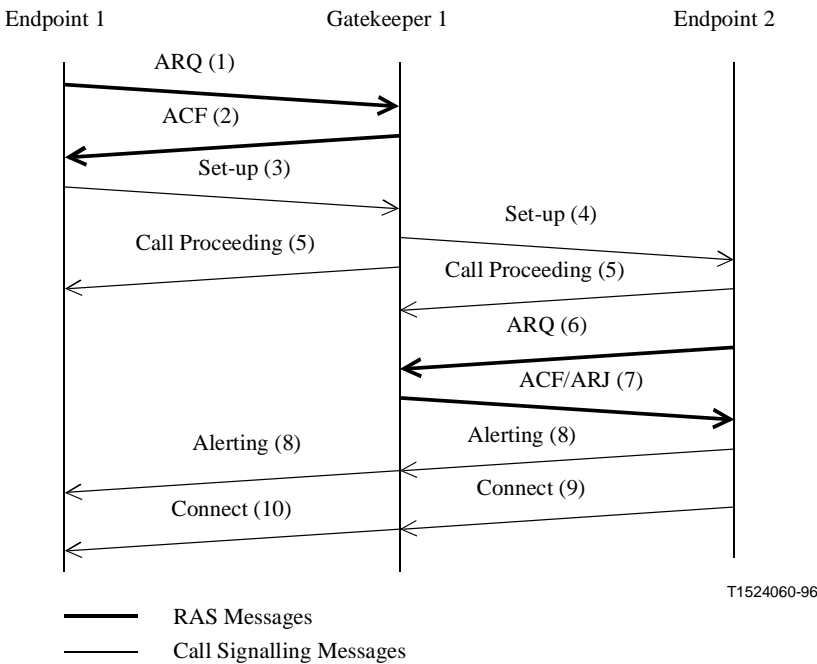 Endpoint 1 Gatekeeper 1 Endpoint 2
ARQ (1)
ACF (2)
Set-up (3)
Set-up (4)
Call Proceeding (5)
Call Proceeding (5)
ARQ (6)
ACF/ARJ (7)
Alerting (8)
Alerting (8)
Connect (9)
Connect (10)
T1524060-96
RAS Messages
Call Signalling Messages